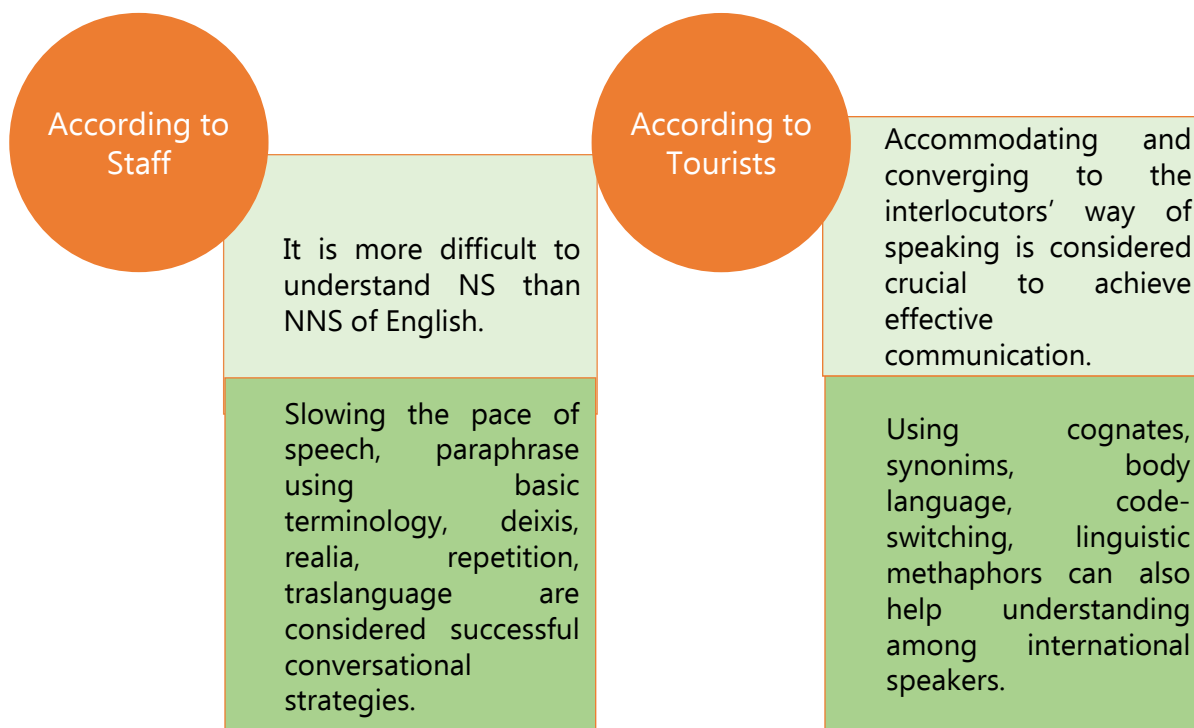 According to
Staff
It is more difficult to
understand NS than
NNS of English.
Slowing the pace of
speech, paraphrase
using basic
terminology, deixis,
realia, repetition,
traslanguage are
considered successful
conversational
strategies.
According to
Tourists
Accommodating and
converging to the
interlocutors’ way of
speaking is considered
crucial to achieve
effective
communication.
Using cognates,
synonims, body
language, code-
switching, linguistic
methaphors can also
help understanding
among international
speakers.